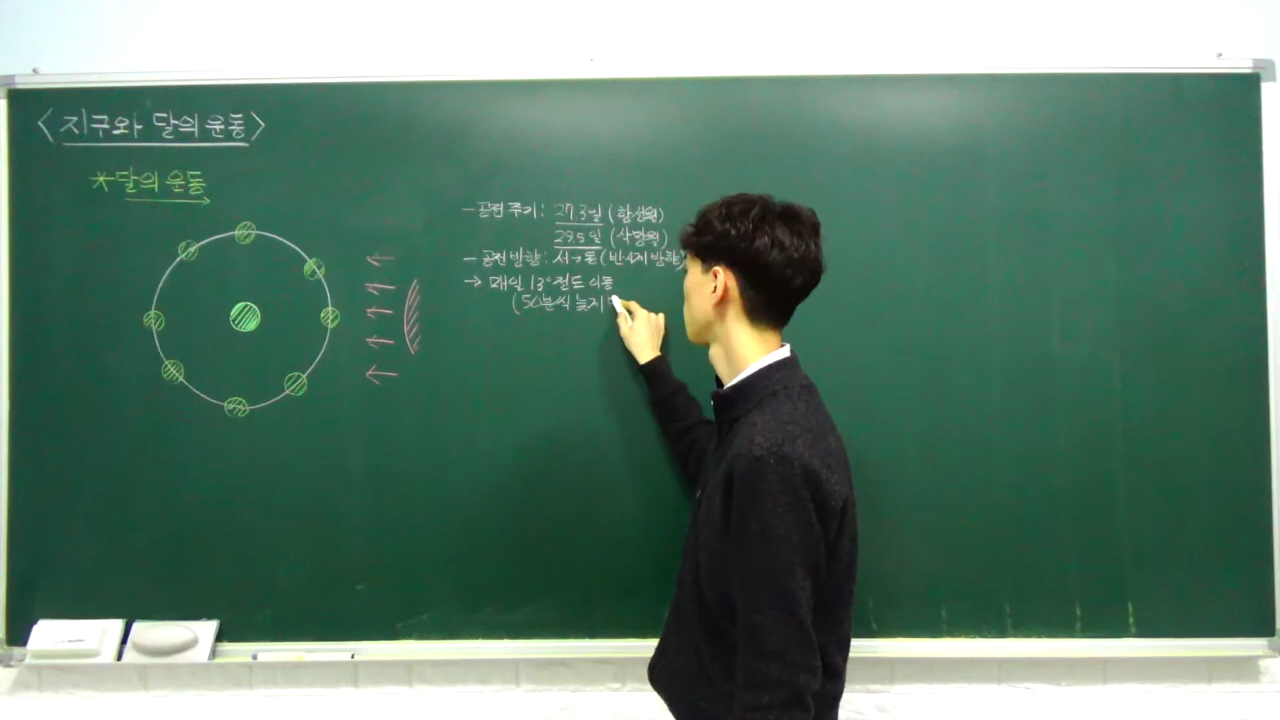 <지구와 달의 운동>
*달의 운동
- 공전 주기: 27.3일 (항성월)
29.5일 (삭망월)
- 공전 방향: 서→동 (반시계 방향)
→ 매일 13° 정도 이동
(50분씩 늦게